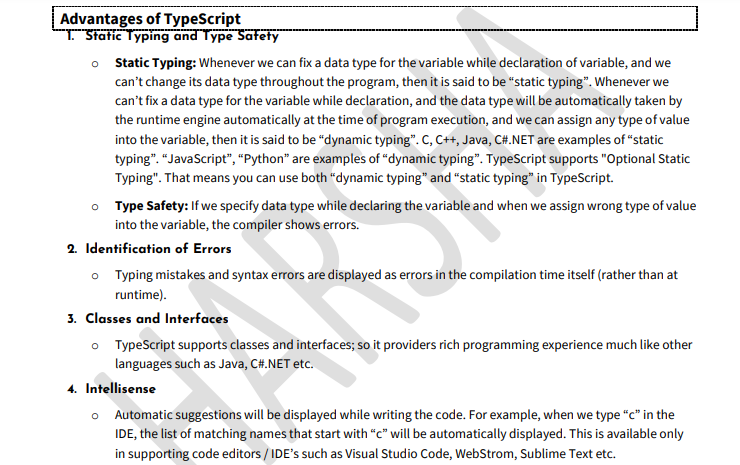 Advantages of TypeScript
1. Static Typing and Type Safety
o Static Typing: Whenever we can fix a data type for the variable while declaration of variable, and we
can’t change its data type throughout the program, then it is said to be “static typing”. Whenever we
can’t fix a data type for the variable while declaration, and the data type will be automatically taken by
the runtime engine automatically at the time of program execution, and we can assign any type of value
into the variable, then it is said to be “dynamic typing”. C, C++, Java, C#.NET are examples of “static
typing”. “JavaScript”, “Python” are examples of “dynamic typing”. TypeScript supports "Optional Static
Typing". That means you can use both “dynamic typing” and “static typing” in TypeScript.
o Type Safety: If we specify data type while declaring the variable and when we assign wrong type of value
into the variable, the compiler shows errors.
2. Identification of Errors
o Typing mistakes and syntax errors are displayed as errors in the compilation time itself (rather than at
runtime).
3. Classes and Interfaces
o TypeScript supports classes and interfaces; so it providers rich programming experience much like other
languages such as Java, C#.NET etc.
4. Intellisense
o Automatic suggestions will be displayed while writing the code. For example, when we type “c” in the
IDE, the list of matching names that start with “c” will be automatically displayed. This is available only
in supporting code editors / IDE’s such as Visual Studio Code, WebStrom, Sublime Text etc.
HARSHA